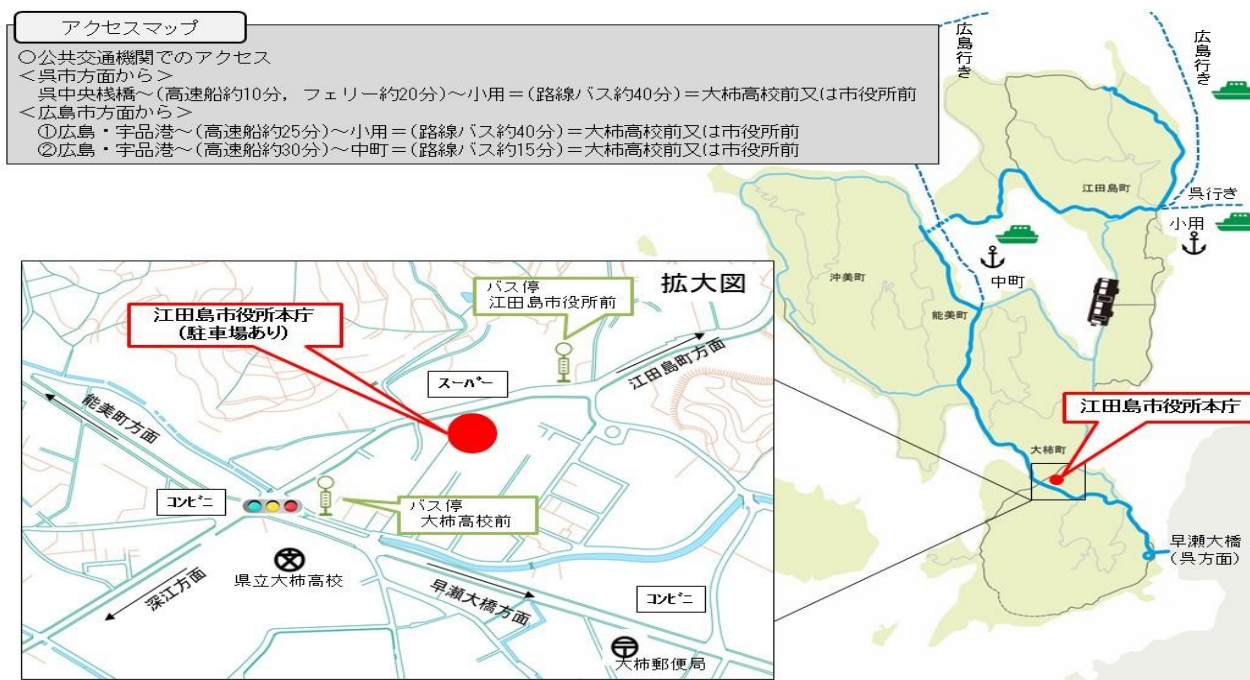 アクセスマップ
○公共交通機関でのアクセス
＜呉市方面から＞
呉中央桟橋～(高速船約10分，フェリー約20分)～小用＝(路線バス約40分)＝大柿高校前又は市役所前
＜広島市方面から＞
①広島・宇品港～(高速船約25分)～小用＝(路線バス約40分)＝大柿高校前又は市役所前
②広島・宇品港～(高速船約30分)～中町＝(路線バス約15分)＝大柿高校前又は市役所前
広島行き
広島行き
江田島町
呉行き
小用
中町
沖美町
能美町
江田島市役所本庁
大柿町
早瀬大橋
(呉方面)
拡大図
バス停
江田島市役所前
江田島市役所本庁
(駐車場あり)
スーパー
江田島町方面
能美町方面
コンビニ
バス停
大柿高校前
県立大柿高校
深江方面
早瀬大橋方面
コンビニ
大柿郵便局